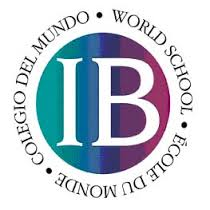 IB
WORLD SCHOOL · ÉCOLE DU MONDE · COLEGIO DEL MUNDO ·